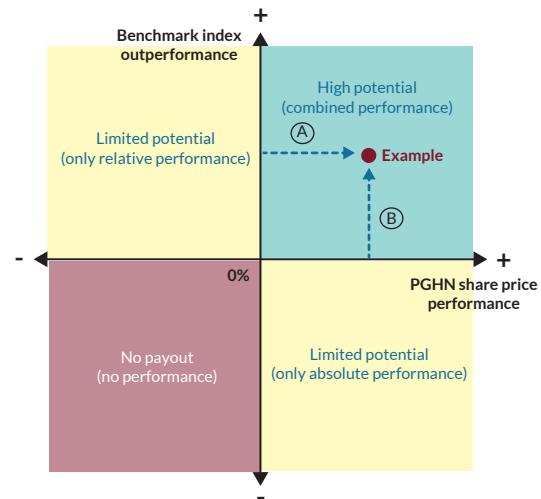 +
Benchmark index
outperformance
High potential
(combined performance)
A
Limited potential
(only relative performance)
Example
B
-
+
0%
PGHN share price
performance
No payout
(no performance)
Limited potential
(only absolute performance)
-